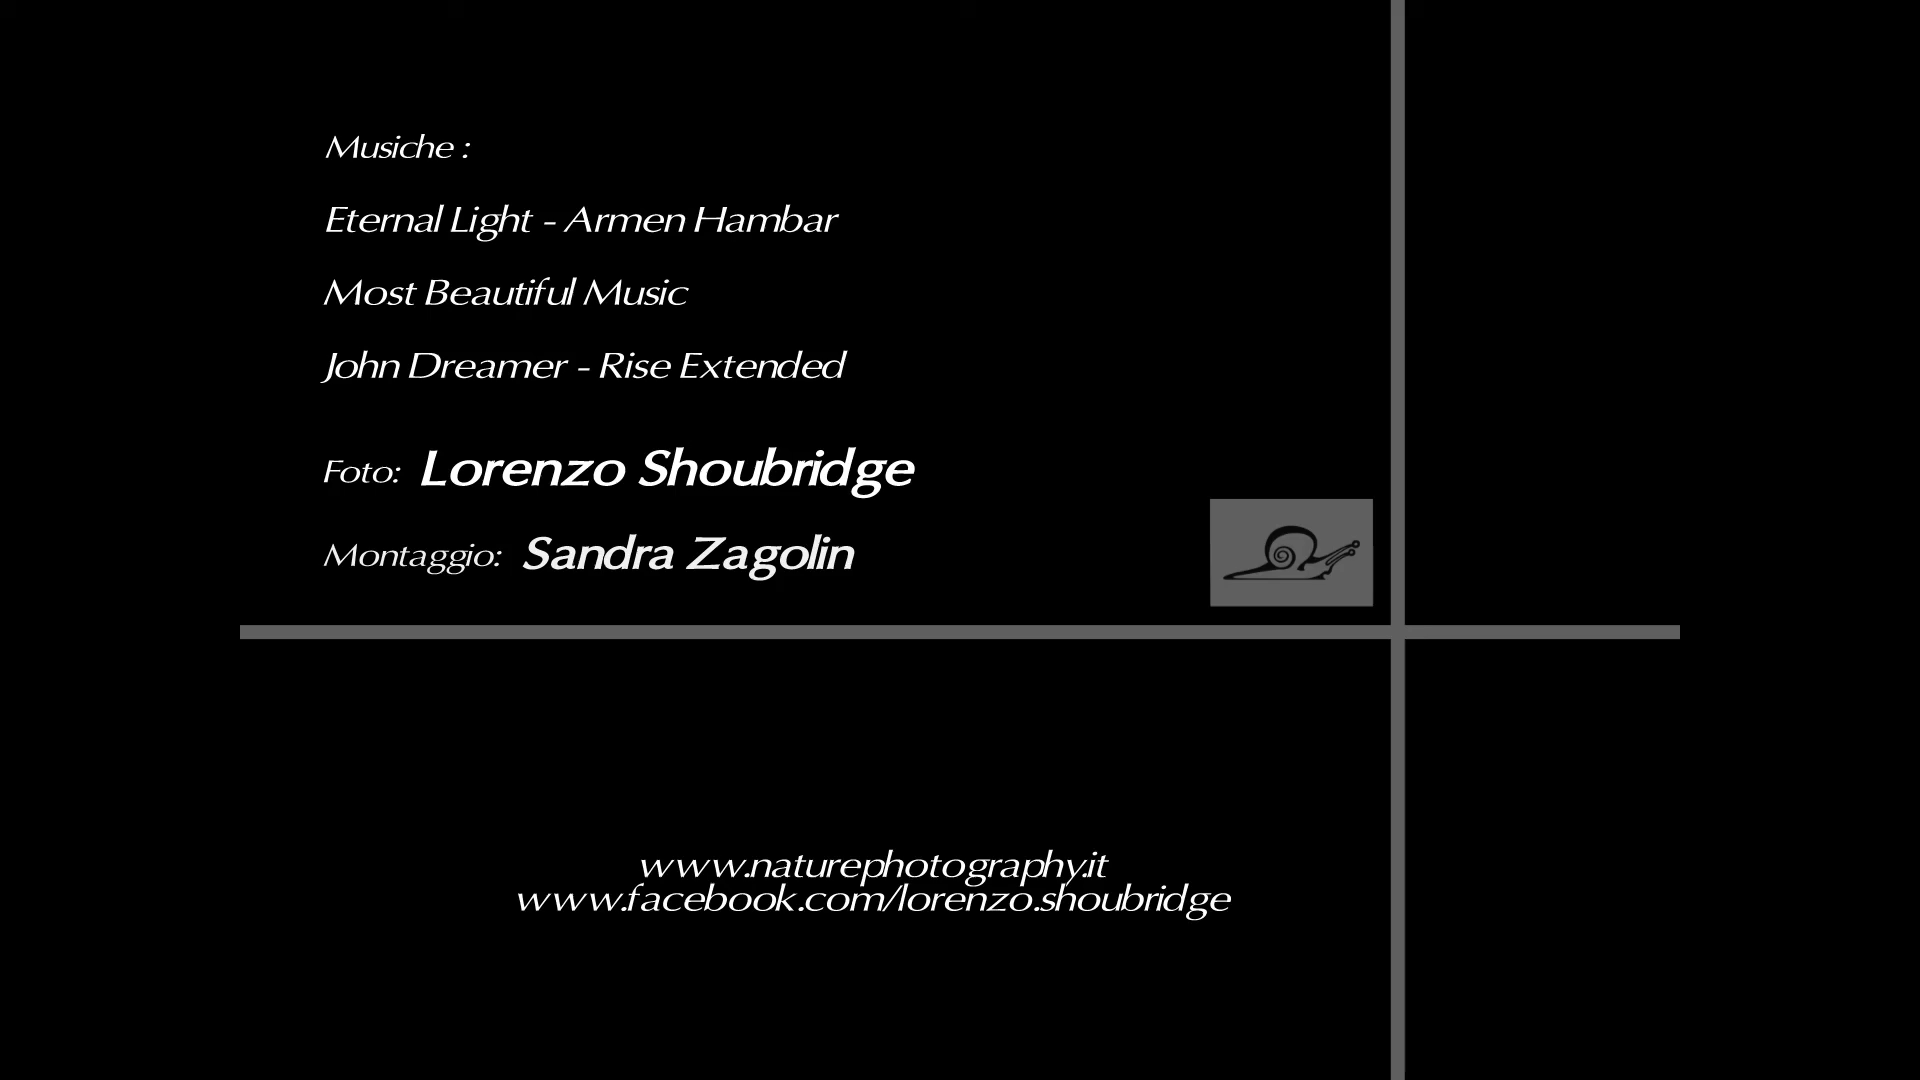 Musiche :
Eternal Light - Armen Hambar
Most Beautiful Music
John Dreamer - Rise Extended
Foto: Lorenzo Shoubridge
Montaggio: Sandra Zagolin
www.naturephotography.it
www.facebook.com/lorenzo.shoubridge